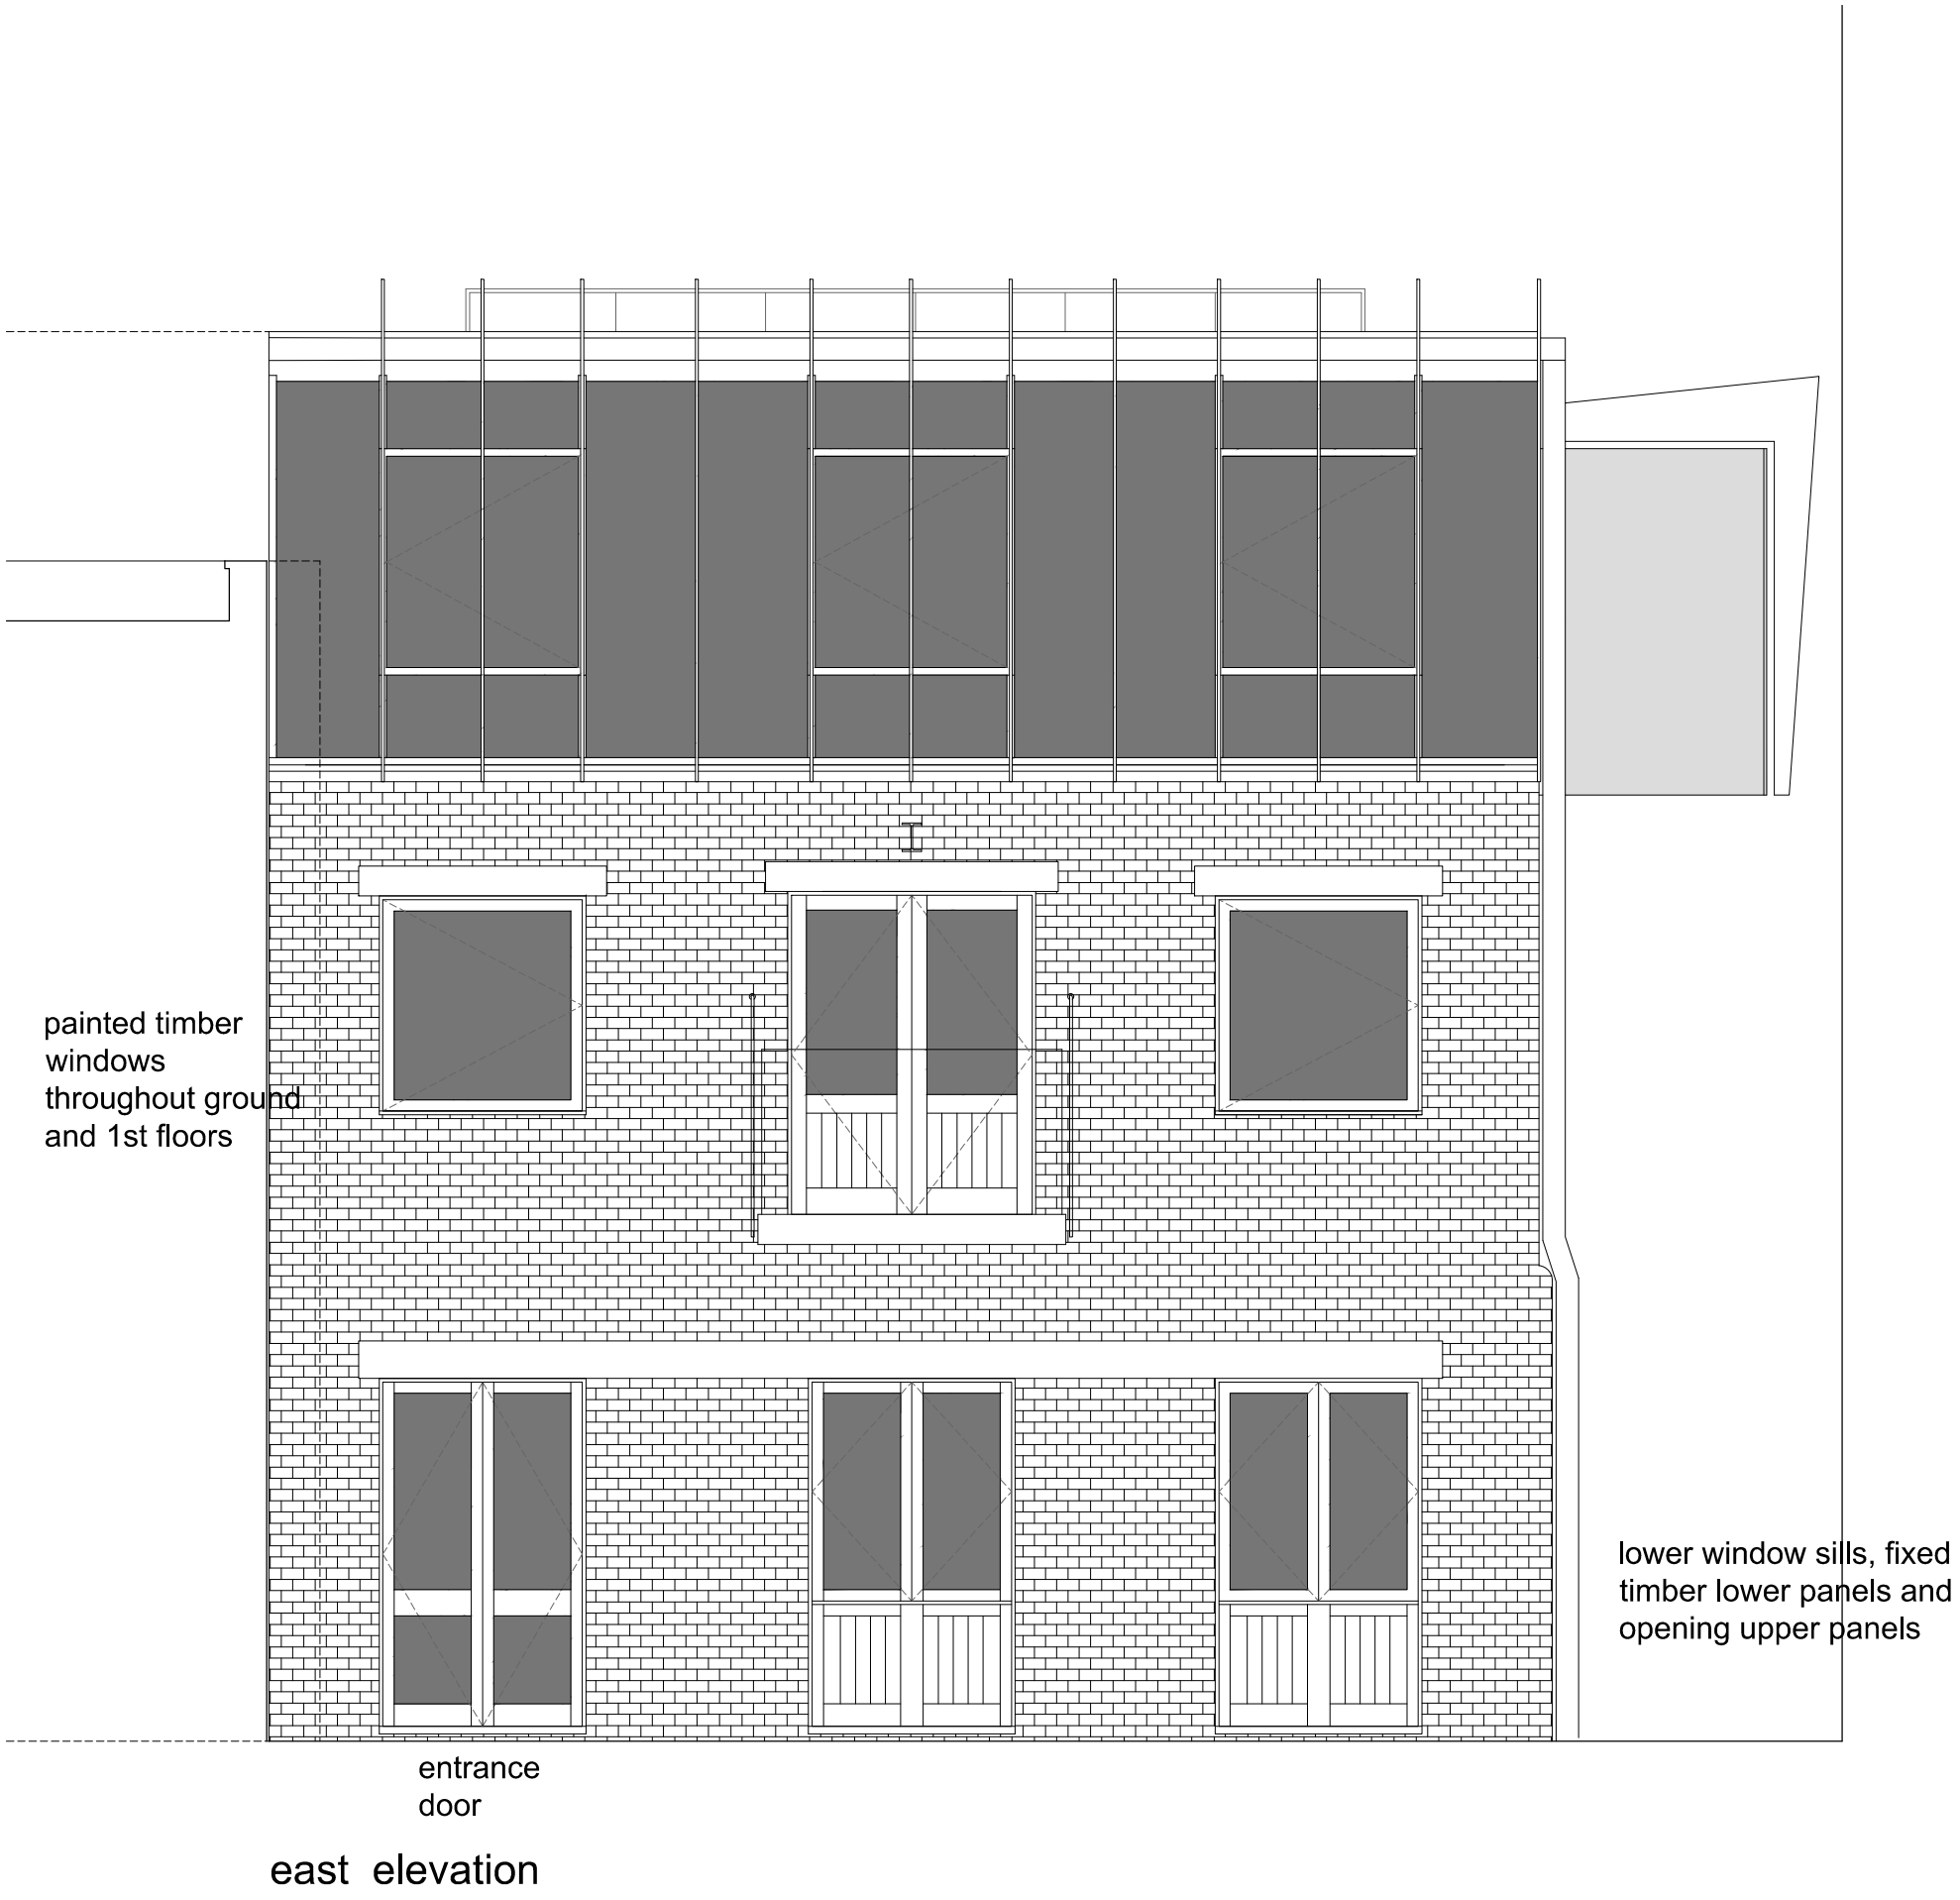 painted timber
windows
throughout ground
and 1st floors
lower window sills, fixed
timber lower panels and
opening upper panels
entrance
door
east elevation